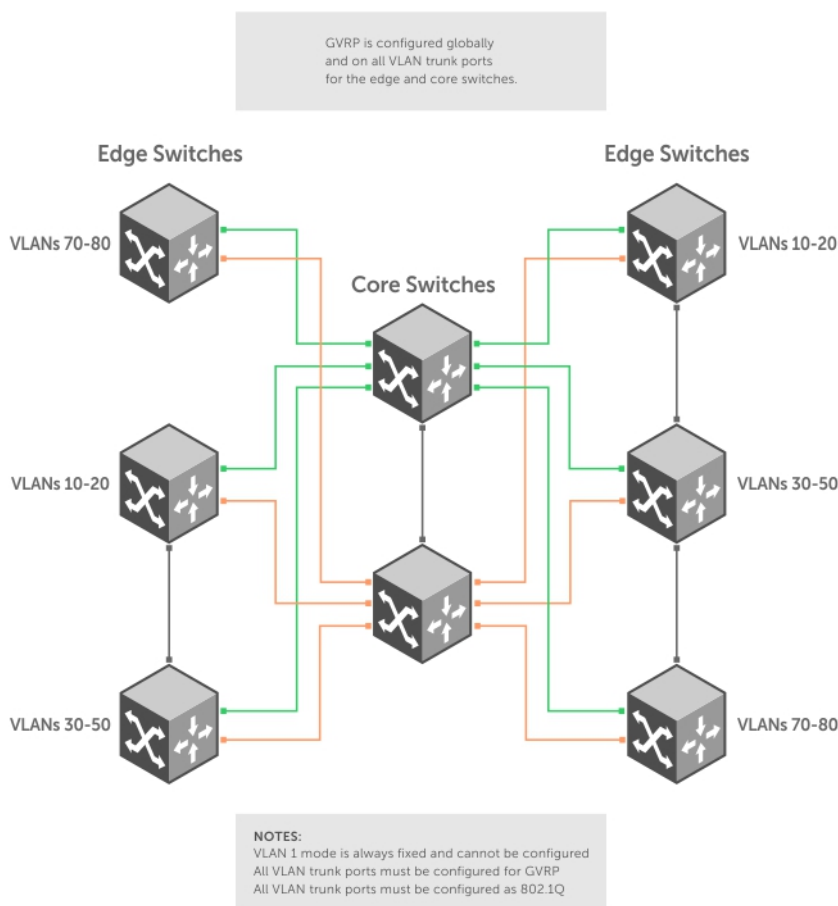 GVRP is configured globally
and on all VLAN trunk ports
for the edge and core switches.
Edge Switches
Edge Switches
VLANs 70-80
VLANs 10-20
Core Switches
VLANs 10-20
VLANs 30-50
VLANs 30-50
VLANs 70-80
NOTES:
VLAN 1 mode is always fixed and cannot be configured
All VLAN trunk ports must be configured for GVRP
All VLAN trunk ports must be configured as 802.1Q